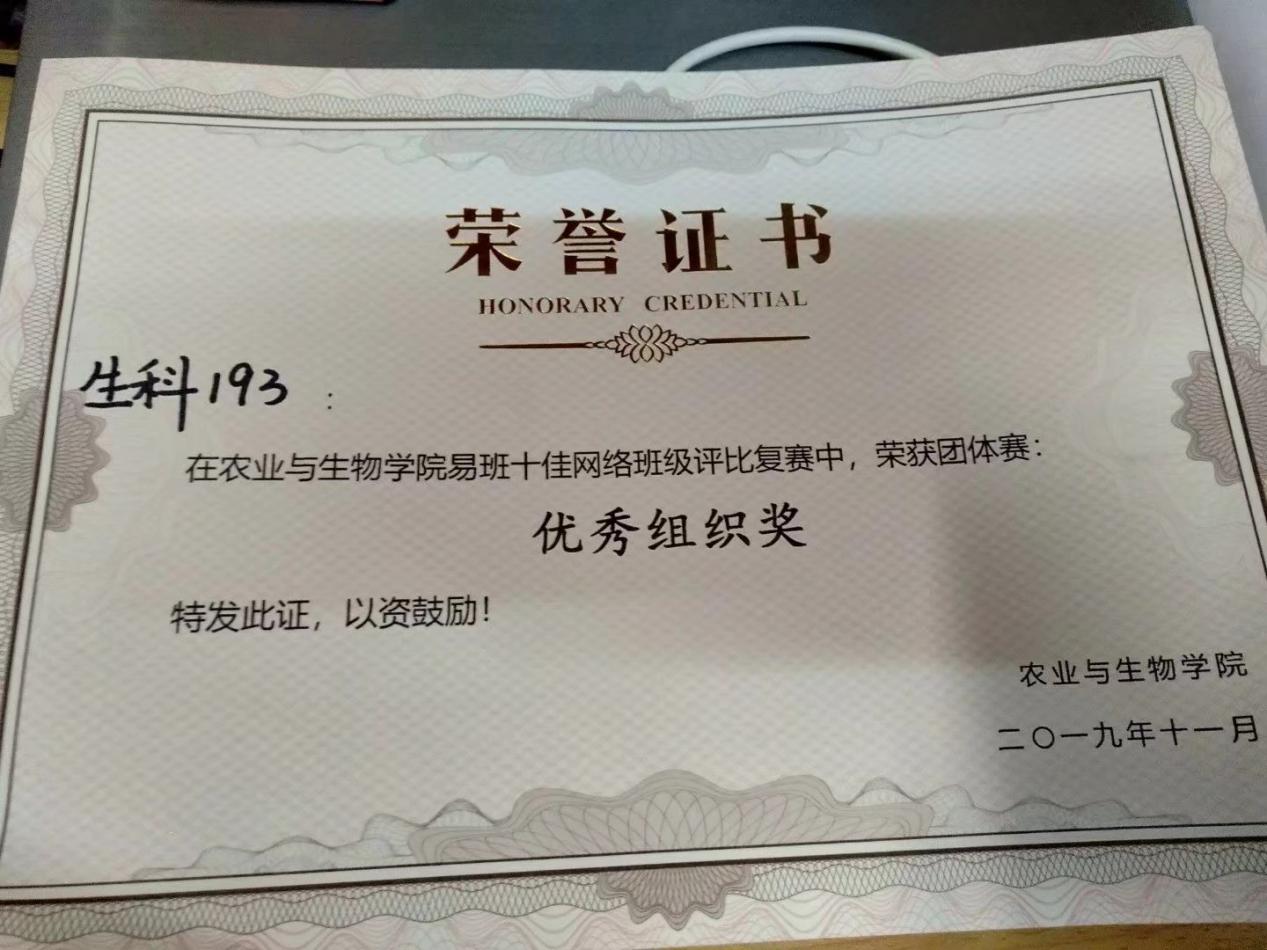 荣誉证书
HONORARY CREDENTIAL
生科193：
在农业与生物学院易班十佳网络班级评比复赛中，荣获团体赛：
优秀组织奖
特发此证，以资鼓励！
农业与生物学院
二〇一九年十一月